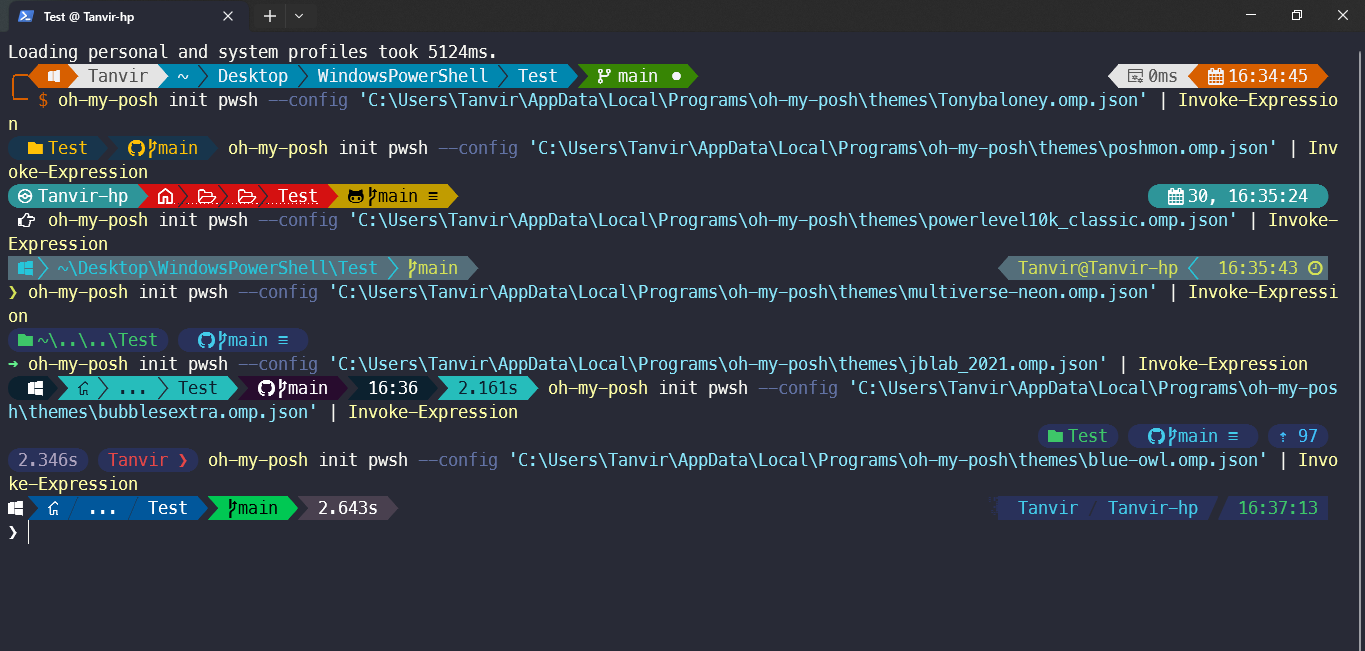 Test @ Tanvir-hp
Loading personal and system profiles took 5124ms.
Tanvir ~ Desktop WindowsPowerShell Test main 0ms 16:34:45
$ oh-my-posh init pwsh --config 'C:\Users\Tanvir\AppData\Local\Programs\oh-my-posh\themes\Tonybaloney.omp.json' | Invoke-Expressio
n
Test main oh-my-posh init pwsh --config 'C:\Users\Tanvir\AppData\Local\Programs\oh-my-posh\themes\poshmon.omp.json' | Inv
oke-Expression
Tanvir-hp Test main ≡ 30, 16:35:24
oh-my-posh init pwsh --config 'C:\Users\Tanvir\AppData\Local\Programs\oh-my-posh\themes\powerlevel10k_classic.omp.json' | Invoke-
Expression
~\Desktop\WindowsPowerShell\Test main Tanvir@Tanvir-hp 16:35:43
❯ oh-my-posh init pwsh --config 'C:\Users\Tanvir\AppData\Local\Programs\oh-my-posh\themes\multiverse-neon.omp.json' | Invoke-Expressi
on
~\..\..\Test main ≡
➜ oh-my-posh init pwsh --config 'C:\Users\Tanvir\AppData\Local\Programs\oh-my-posh\themes\jblab_2021.omp.json' | Invoke-Expression
... Test main 16:36 2.161s oh-my-posh init pwsh --config 'C:\Users\Tanvir\AppData\Local\Programs\oh-my-pos
h\themes\bubblesextra.omp.json' | Invoke-Expression
Test main ≡ ↑ 97
2.346s Tanvir ❯ oh-my-posh init pwsh --config 'C:\Users\Tanvir\AppData\Local\Programs\oh-my-posh\themes\blue-owl.omp.json' | Invo
ke-Expression
... Test main 2.643s Tanvir Tanvir-hp 16:37:13
❯